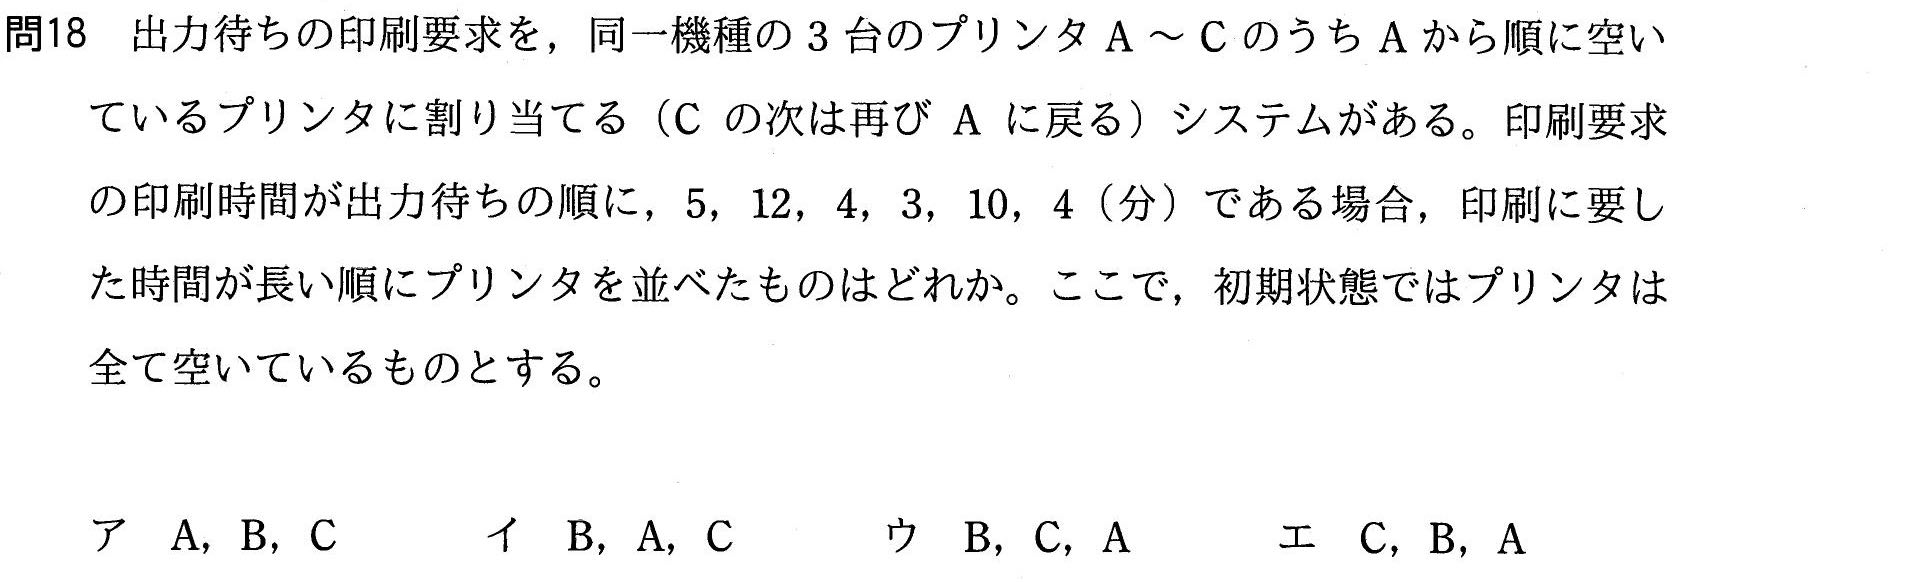 問18　出力待ちの印刷要求を，同一機種の 3 台のプリンタ A ～ C のうち A から順に空い
ているプリンタに割り当てる（C の次は再び A に戻る）システムがある。印刷要求
の印刷時間が出力待ちの順に，5，12，4，3，10，4（分）である場合，印刷に要し
た時間が長い順にプリンタを並べたものはどれか。ここで，初期状態ではプリンタは
全て空いているものとする。
ア　A，B，C　　イ　B，A，C　　ウ　B，C，A　　エ　C，B，A